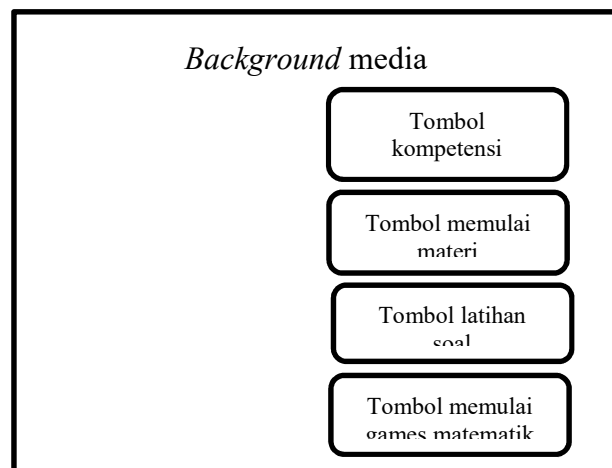 Background media
Tombol
kompetensi
Tombol memulai
materi
Tombol latihan
soal
Tombol memulai
games matematik